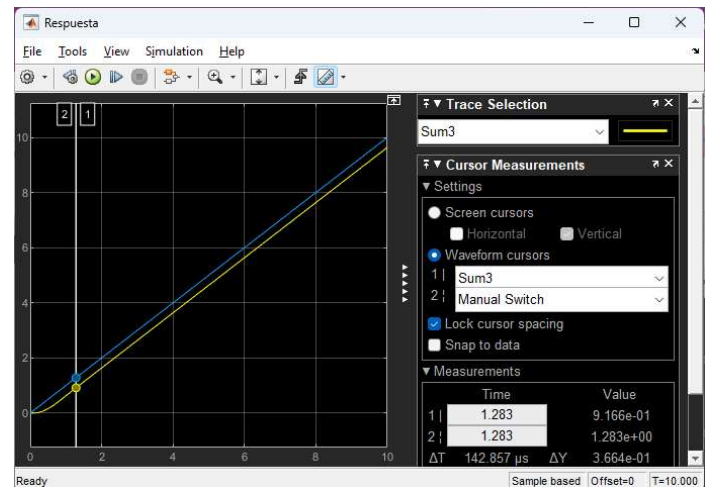 Respuesta
File Tools View Simulation Help
2 1
10
8
6
4
2
0
0 2 4 6 8 10
Trace Selection
Sum3
Cursor Measurements
Settings
Screen cursors
Horizontal Vertical
Waveform cursors
1 Sum3
2 Manual Switch
Lock cursor spacing
Snap to data
Measurements
Time Value
1 1.283 9.166e-01
2 1.283 1.283e+00
ΔT 142.857 µs ΔY 3.664e-01
Ready Sample based Offset=0 T=10.000